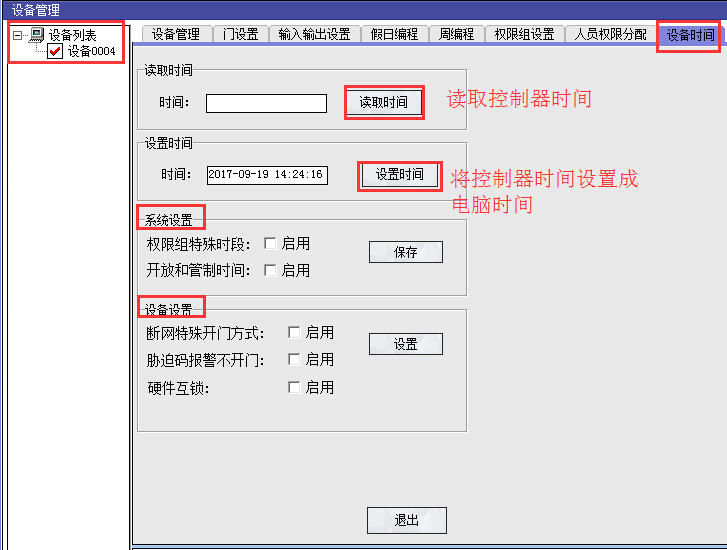 设备管理
设备列表
设备0004
设备管理 门设置 输入输出设置 假日编程 周编程 权限组设置 人员权限分配 设备时间
读取时间
时间: 读取时间 读取控制器时间
设置时间
时间: 2017-09-19 14:24:16 设置时间 将控制器时间设置成
电脑时间
系统设置
权限组特殊时段: 启用 保存
开放和管制时间: 启用
设备设置
断网特殊开门方式: 启用 设置
胁迫码报警不开门: 启用
硬件互锁: 启用
退出